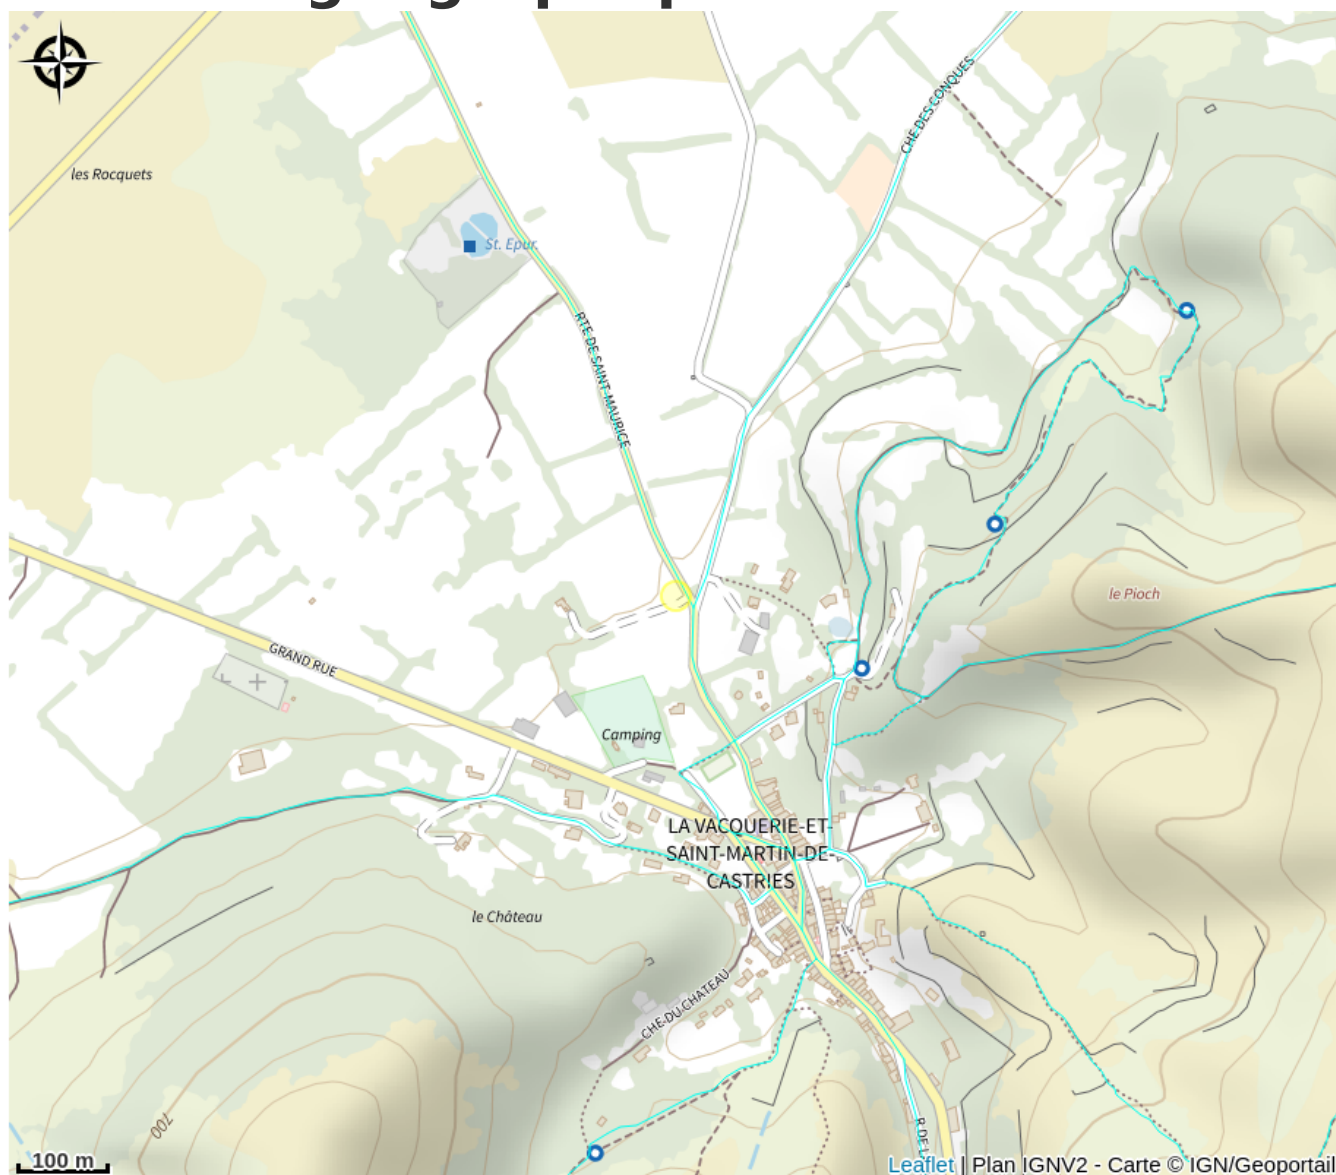 les Rocquets
CHE DES CONQUES
St. Epur.
RTE DE SAINT-MAURICE
le Pioch
GRAND RUE
Camping
LA VACQUERIE-ET-
SAINT-MARTIN-DE-
CASTRIES
le Château
CHE-DU-CHATEAU
700
100 m
Leaflet | Plan IGNV2 - Carte © IGN/Geoportail